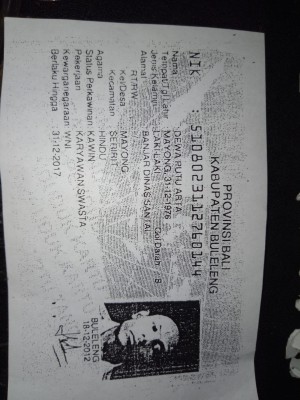 PROVINSI BALI
KABUPATEN BULELENG
NIK : 5108023112760144
Nama : DEWA PUTU ARTA
Tempat/Tgl Lahir : MAYONG, 31-12-1976
Jenis Kelamin : LAKI-LAKI Gol Darah : B
Alamat : BANJAR DINAS SANTAL
RT/RW :
Kel/Desa : MAYONG
Kecamatan : SERIRIT
Agama : HINDU
Status Perkawinan: KAWIN
Pekerjaan : KARYAWAN SWASTA
Kewarganegaraan: WNI
Berlaku Hingga : 31-12-2017
BULELENG
18-12-2012